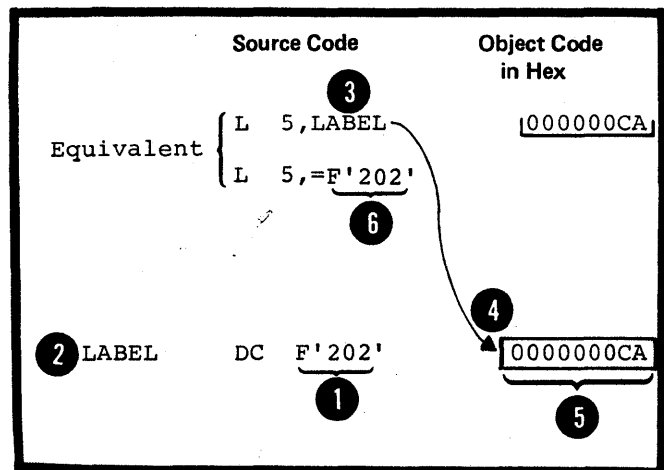 Source Code Object Code
in Hex
3
L 5,LABEL 000000CA
Equivalent
L 5,=F'202'
6
4
2 LABEL DC F'202' 0000000CA
1 5